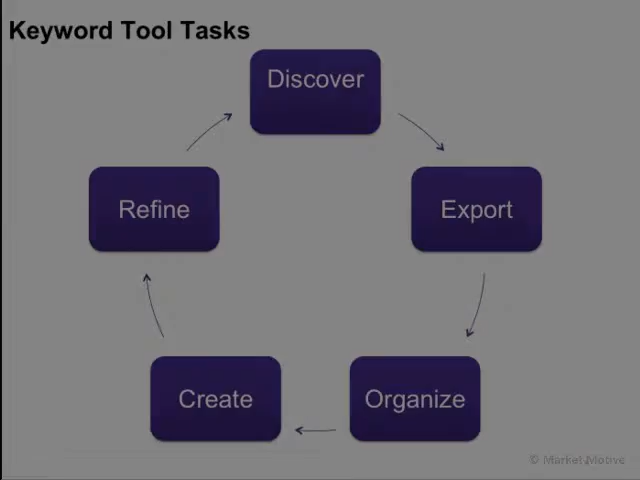 Keyword Tool Tasks
Discover
Refine
Export
Create
Organize
© Market Motive